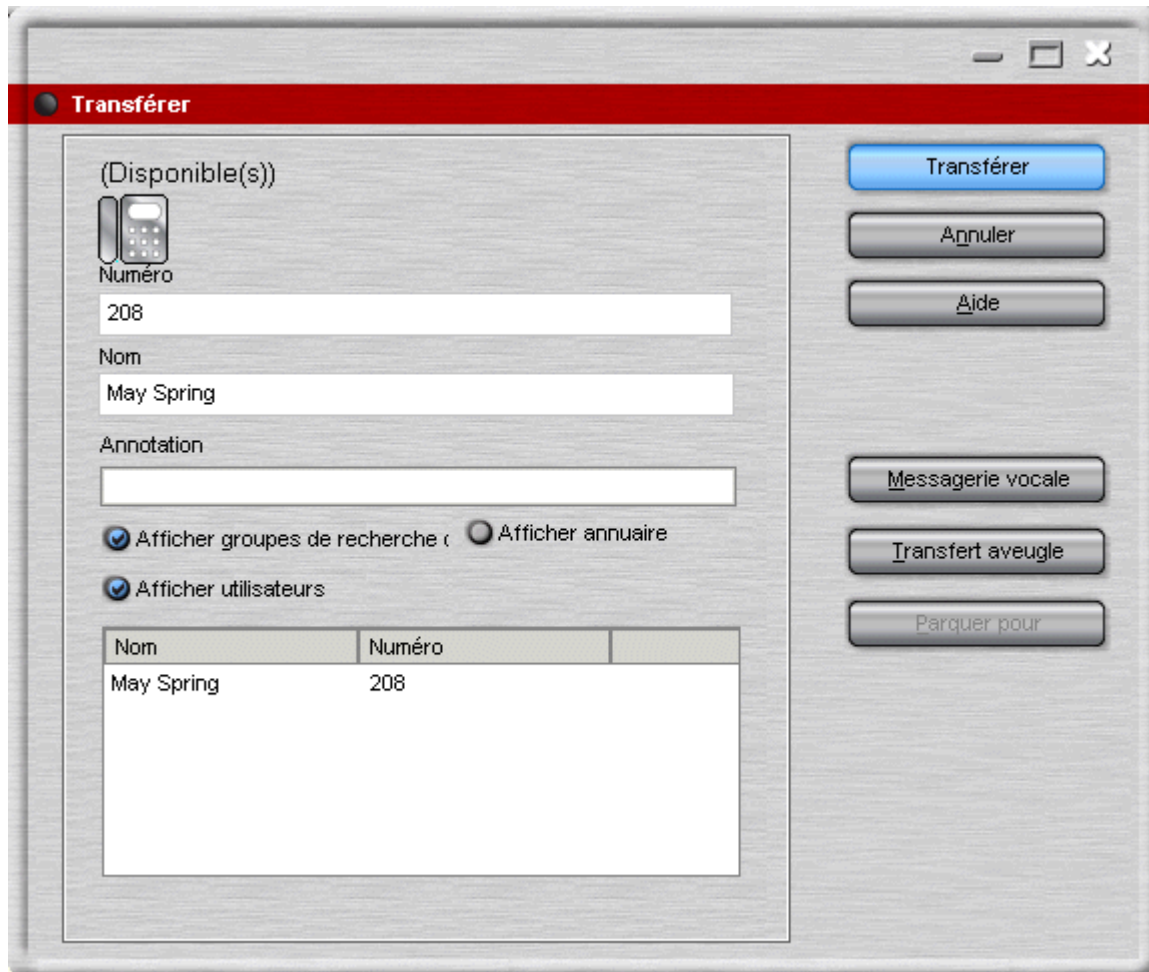 Transférer
(Disponible(s))
Numéro
208
Nom
May Spring
Annotation
Afficher groupes de recherche
Afficher annuaire
Afficher utilisateurs
Nom Numéro
May Spring 208
Transférer
Annuler
Aide
Messagerie vocale
Transfert aveugle
Parquer pour